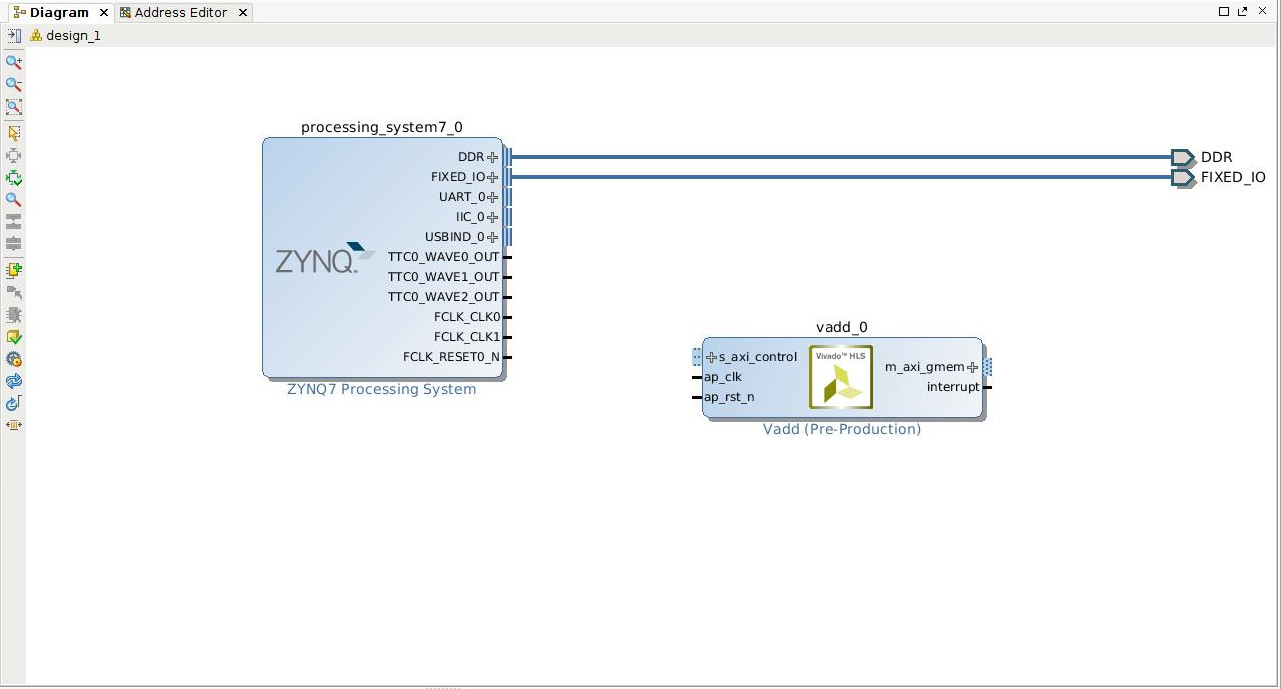 Diagram
Address Editor
design_1
processing_system7_0
DDR
FIXED_IO
UART_0
IIC_0
USBIND_0
TTC0_WAVE0_OUT
TTC0_WAVE1_OUT
TTC0_WAVE2_OUT
FCLK_CLK0
FCLK_CLK1
FCLK_RESET0_N
ZYNQ
ZYNQ7 Processing System
DDR
FIXED_IO
vadd_0
s_axi_control
ap_clk
ap_rst_n
Vivado™ HLS
m_axi_gmem
interrupt
Vadd (Pre-Production)